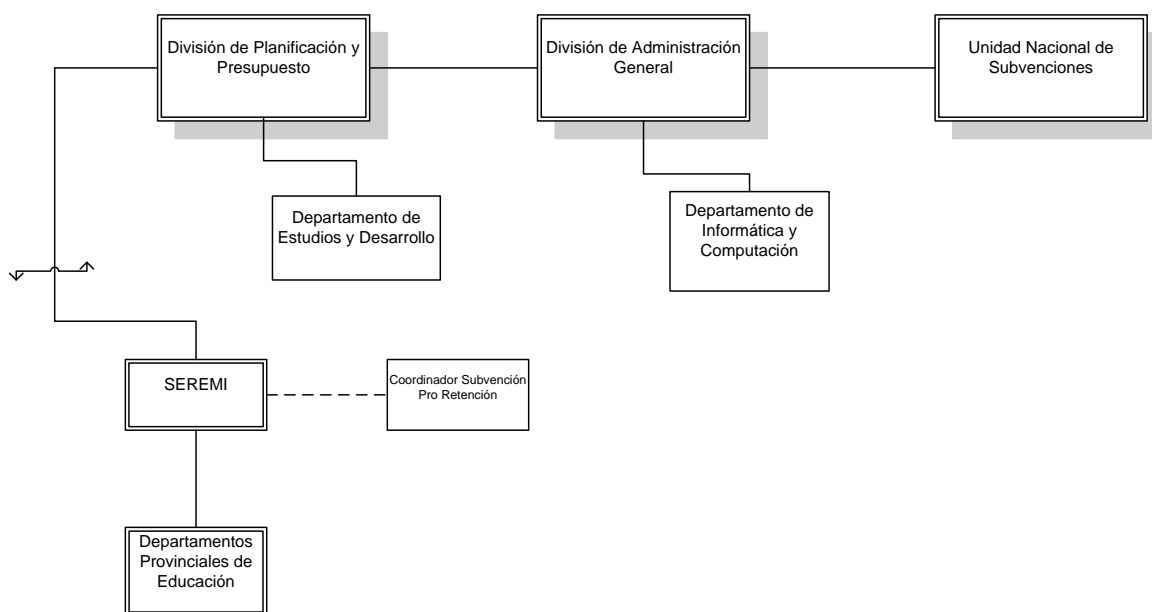 División de Planificación y
Presupuesto
División de Administración
General
Unidad Nacional de
Subvenciones
Departamento de
Estudios y Desarrollo
Departamento de
Informática y
Computación
SEREMI
Coordinador Subvención
Pro Retención
Departamentos
Provinciales de
Educación